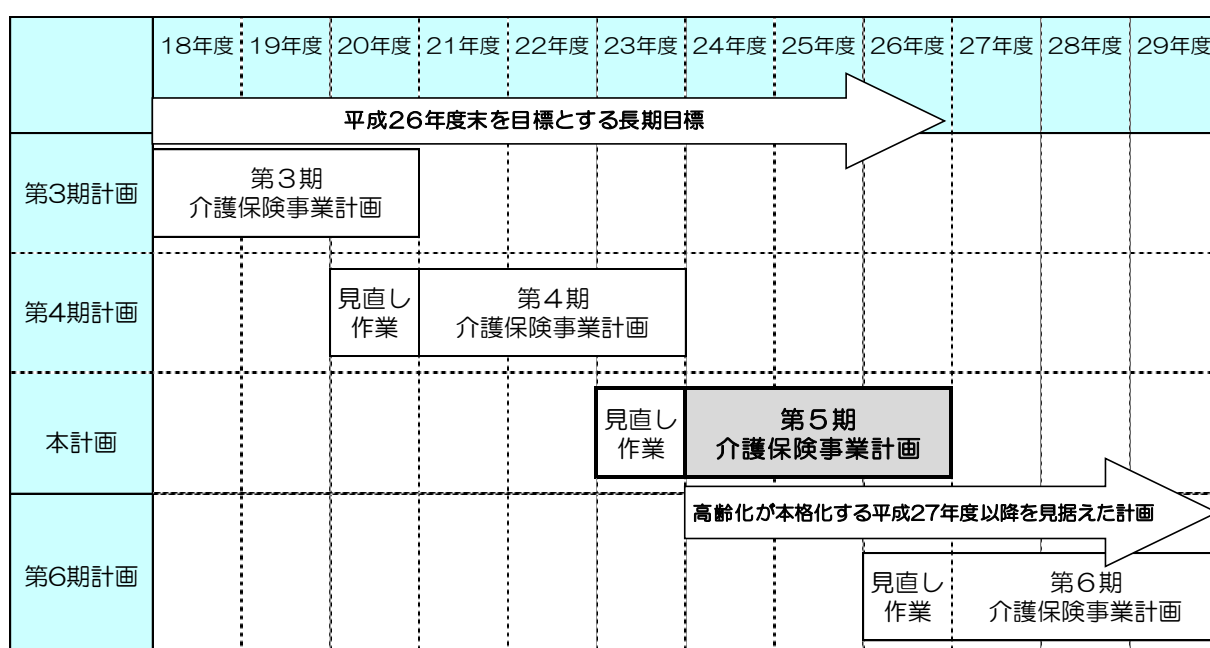 18年度 19年度 20年度 21年度 22年度 23年度 24年度 25年度 26年度 27年度 28年度 29年度
平成26年度末を目標とする長期目標
第3期計画
第３期
介護保険事業計画
第4期計画
見直し
作業
第４期
介護保険事業計画
本計画
見直し
作業
第５期
介護保険事業計画
高齢化が本格化する平成27年度以降を見据えた計画
第6期計画
見直し
作業
第６期
介護保険事業計画